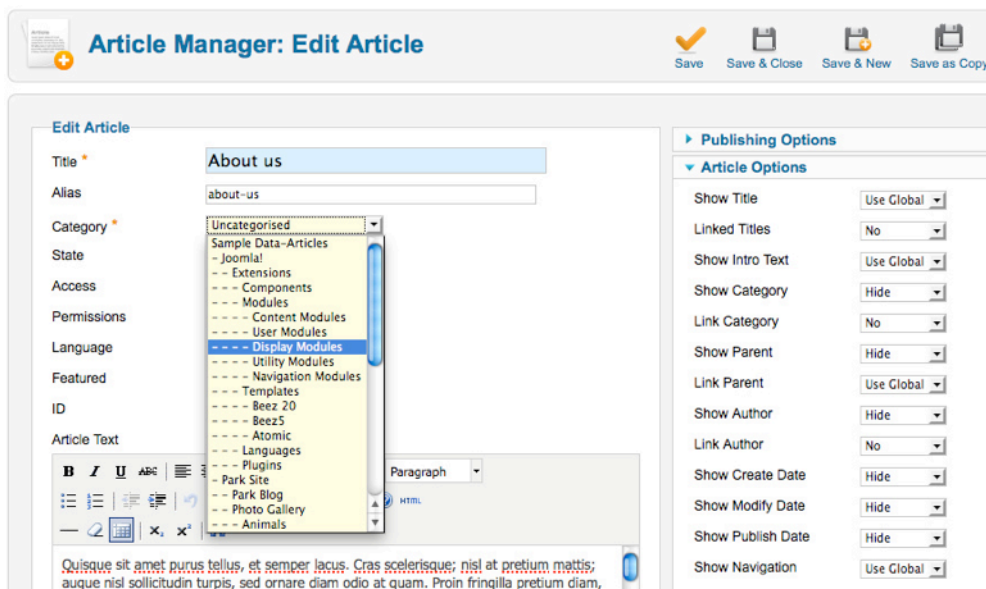 Article Manager: Edit Article
Save
Save & Close
Save & New
Save as Copy
Edit Article
Title *
About us
Alias
about-us
Category *
Uncategorised
Sample Data-Articles
- Joomla!
- - Extensions
- - - Components
- - - Modules
- - - - Content Modules
- - - - User Modules
- - - - Display Modules
- - - - Utility Modules
- - - - Navigation Modules
- - - Templates
- - - - Beez 20
- - - - Beez5
- - - - Atomic
- - - Languages
- - - Plugins
- Park Site
- - Park Blog
- - Photo Gallery
- - - Animals
State
Access
Permissions
Language
Featured
ID
Article Text
B I U ABC
Paragraph
HTML
Quisque sit amet purus tellus, et semper lacus. Cras scelerisque; nisl at pretium mattis;
augue nisl sollicitudin turpis, sed ornare diam odio at quam. Proin fringilla pretium diam,
Publishing Options
Article Options
Show Title Use Global
Linked Titles No
Show Intro Text Use Global
Show Category Hide
Link Category No
Show Parent Hide
Link Parent Use Global
Show Author Hide
Link Author No
Show Create Date Hide
Show Modify Date Hide
Show Publish Date Hide
Show Navigation Use Global